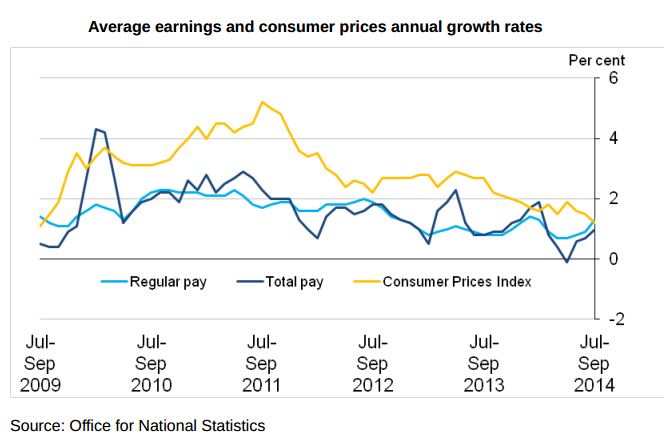 Average earnings and consumer prices annual growth rates
Per cent
6
4
2
0
-2
Regular pay Total pay Consumer Prices Index
Jul- Jul- Jul- Jul- Jul- Jul-
Sep Sep Sep Sep Sep Sep
2009 2010 2011 2012 2013 2014
Source: Office for National Statistics